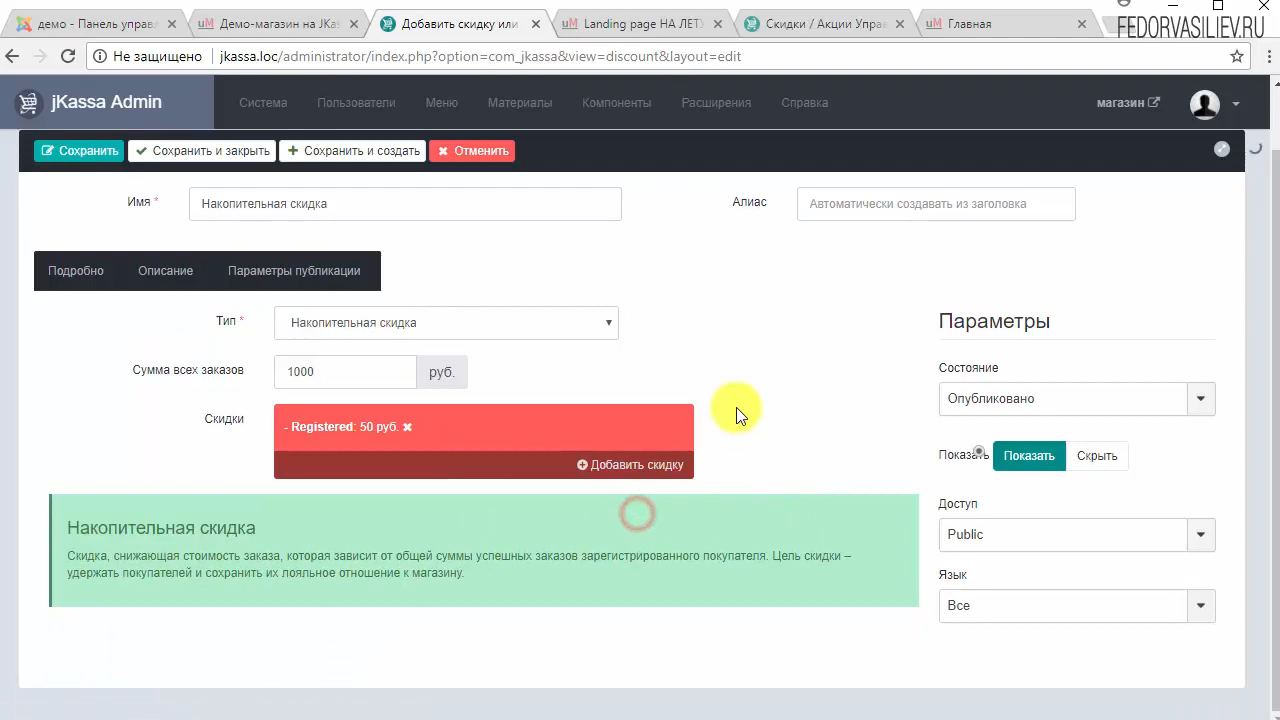 демо - Панель управл
Демо-магазин на JKas
Добавить скидку или
Landing page НА ЛЕТУ
Скидки / Акции Управ
Главная
FEDORVASILIEV.RU
Не защищено
jkassa.loc/administrator/index.php?option=com_jkassa&view=discount&layout=edit
jKassa Admin
Система
Пользователи
Меню
Материалы
Компоненты
Расширения
Справка
магазин
Сохранить
Сохранить и закрыть
Сохранить и создать
Отменить
Имя *
Накопительная скидка
Алиас
Автоматически создавать из заголовка
Подробно
Описание
Параметры публикации
Тип *
Накопительная скидка
Сумма всех заказов
1000
руб.
Скидки
- Registered: 50 руб.
Добавить скидку
Накопительная скидка
Скидка, снижающая стоимость заказа, которая зависит от общей суммы успешных заказов зарегистрированного покупателя. Цель скидки –
удержать покупателей и сохранить их лояльное отношение к магазину.
Параметры
Состояние
Опубликовано
Показать
Показать
Скрыть
Доступ
Public
Язык
Все